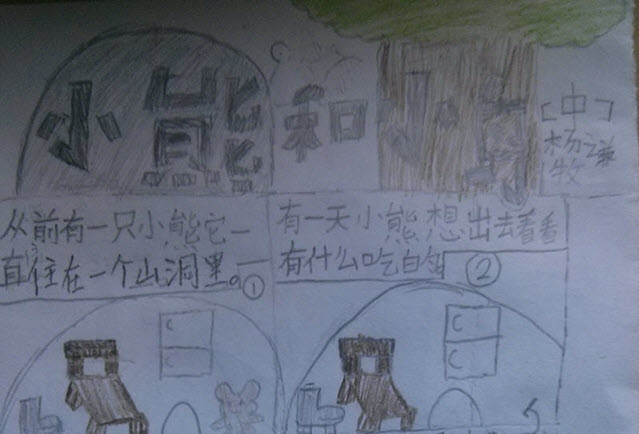 小熊和小
[中]
杨
牧
从前有一只小熊它一
直住在一个山洞里。①
有一天小熊想出去看看
有什么吃的②